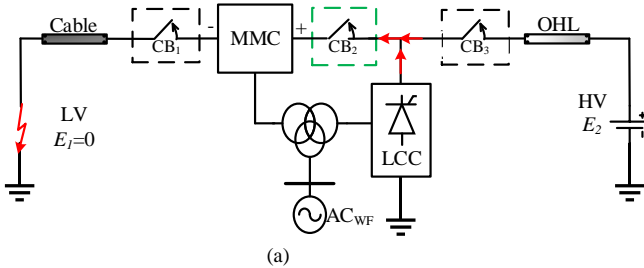 Cable
CB1
-
MMC
+
CB2
CB3
OHL
LV
E1=0
LCC
HV
E2
+
ACWF
(a)